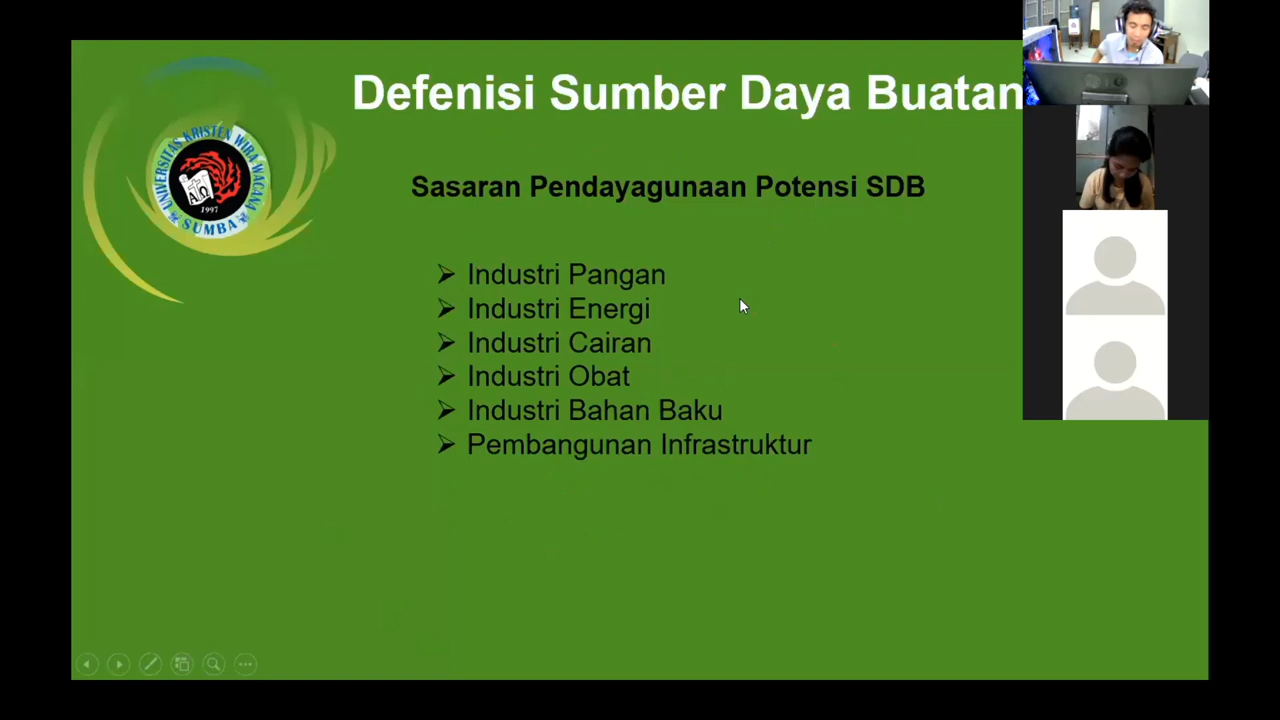 Defenisi Sumber Daya Buatan
UNIVERSITAS KRISTEN WIRA WACANA
ΑΩ
1997
SUMBA
Sasaran Pendayagunaan Potensi SDB
Industri Pangan
Industri Energi
Industri Cairan
Industri Obat
Industri Bahan Baku
Pembangunan Infrastruktur